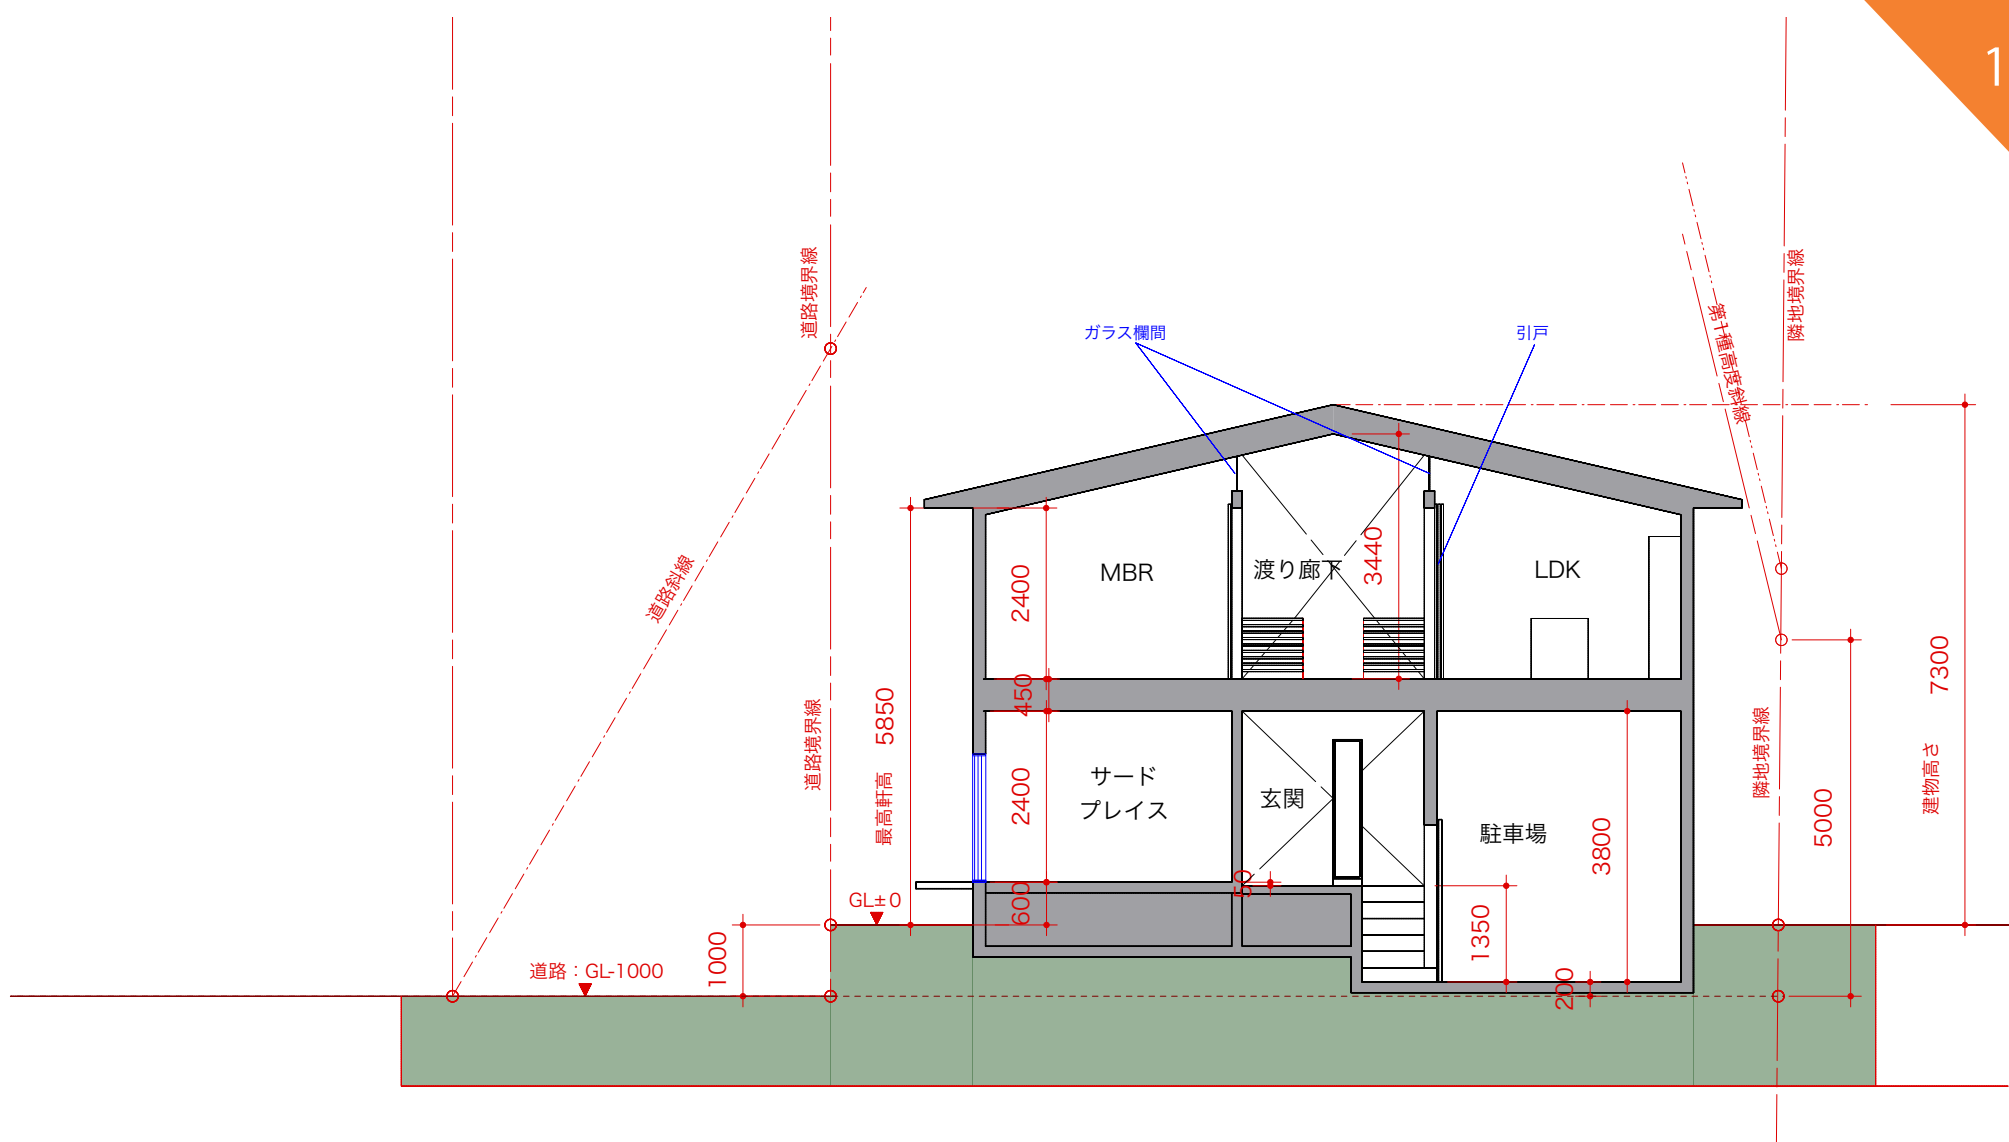 1
道路境界線
隣地境界線
ガラス欄間
引戸
第1種高度斜線
道路斜線
MBR
渡り廊下
LDK
3440
2400
450
5850
最高軒高
道路境界線
7300
建物高さ
隣地境界線
5000
サード
プレイス
玄関
駐車場
2400
3800
50
600
GL±0
1350
1000
道路：GL-1000
200